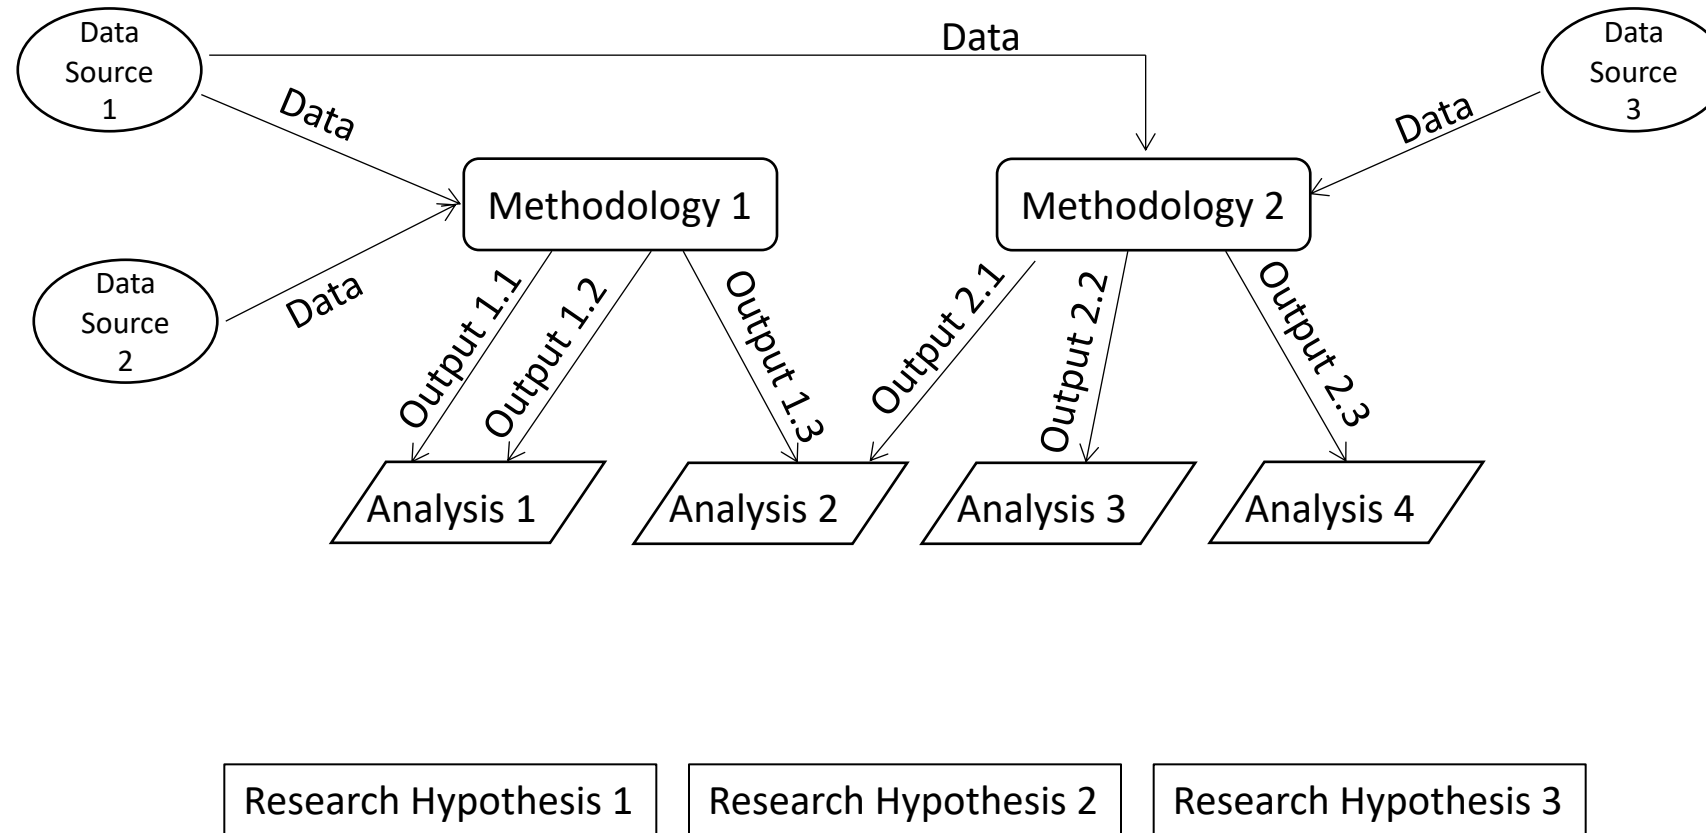 Data
Source
1
Data
Data
Source
3
Data
Data
Methodology 1
Methodology 2
Data
Source
2
Data
Output 1.1
Output 1.2
Output 1.3
Output 2.1
Output 2.2
Output 2.3
Analysis 1
Analysis 2
Analysis 3
Analysis 4
Research Hypothesis 1
Research Hypothesis 2
Research Hypothesis 3